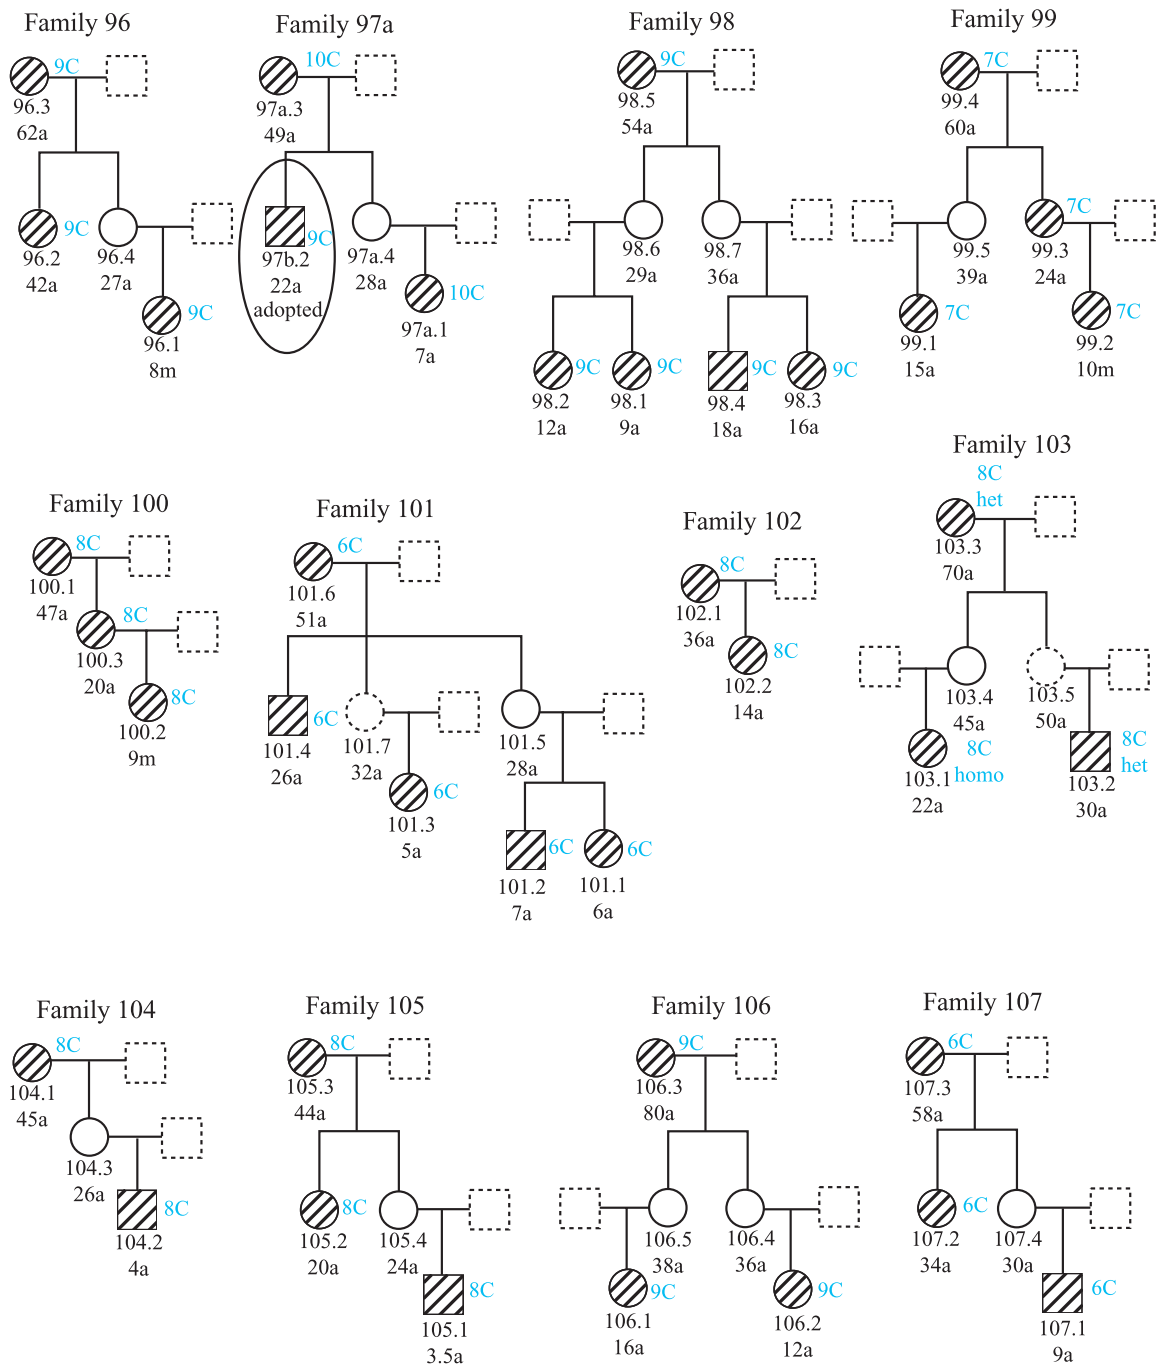 Family 96
9C
96.3
62a
9C
96.2
42a
96.4
27a
9C
96.1
8m
Family 97a
10C
97a.3
49a
9C
97b.2
22a
adopted
97a.4
28a
10C
97a.1
7a
Family 98
9C
98.5
54a
98.6
29a
98.7
36a
9C
98.2
12a
9C
98.1
9a
9C
98.4
18a
9C
98.3
16a
Family 99
7C
99.4
60a
99.5
39a
7C
99.3
24a
7C
99.1
15a
7C
99.2
10m
Family 100
8C
100.1
47a
8C
100.3
20a
8C
100.2
9m
Family 101
6C
101.6
51a
6C
101.4
26a
101.7
32a
101.5
28a
6C
101.3
5a
6C
101.2
7a
6C
101.1
6a
Family 102
8C
102.1
36a
8C
102.2
14a
Family 103
8C
het
103.3
70a
103.4
45a
103.5
50a
8C
homo
103.1
22a
8C
het
103.2
30a
Family 104
8C
104.1
45a
104.3
26a
8C
104.2
4a
Family 105
8C
105.3
44a
8C
105.2
20a
105.4
24a
8C
105.1
3.5a
Family 106
9C
106.3
80a
106.5
38a
106.4
36a
9C
106.1
16a
9C
106.2
12a
Family 107
6C
107.3
58a
6C
107.2
34a
107.4
30a
6C
107.1
9a